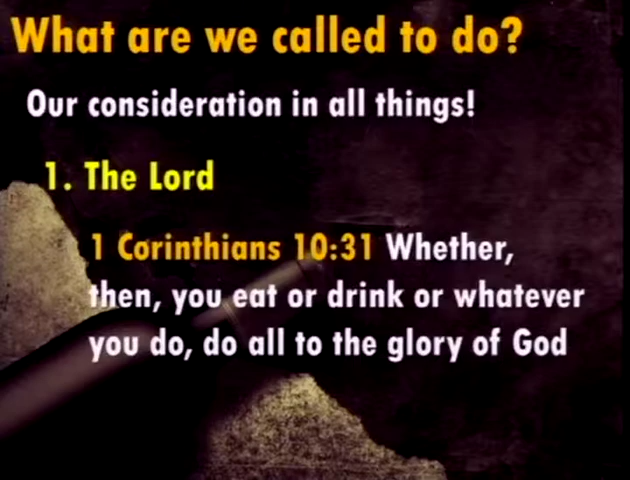 What are we called to do?
Our consideration in all things!
1. The Lord
1 Corinthians 10:31 Whether,
then, you eat or drink or whatever
you do, do all to the glory of God